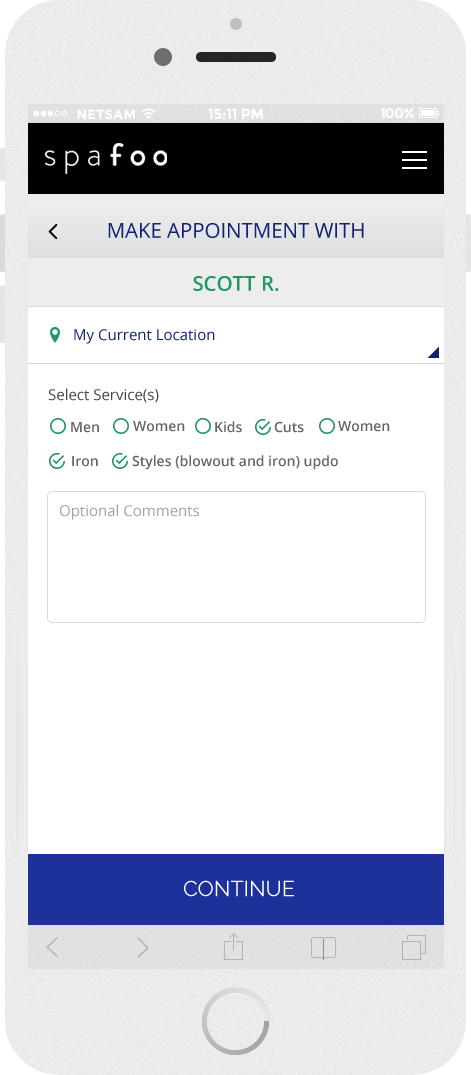 NETSAM 15:11 PM 100%
spafoo
MAKE APPOINTMENT WITH
SCOTT R.
My Current Location
Select Service(s)
Men Women Kids Cuts Women
Iron Styles (blowout and iron) updo
Optional Comments
CONTINUE